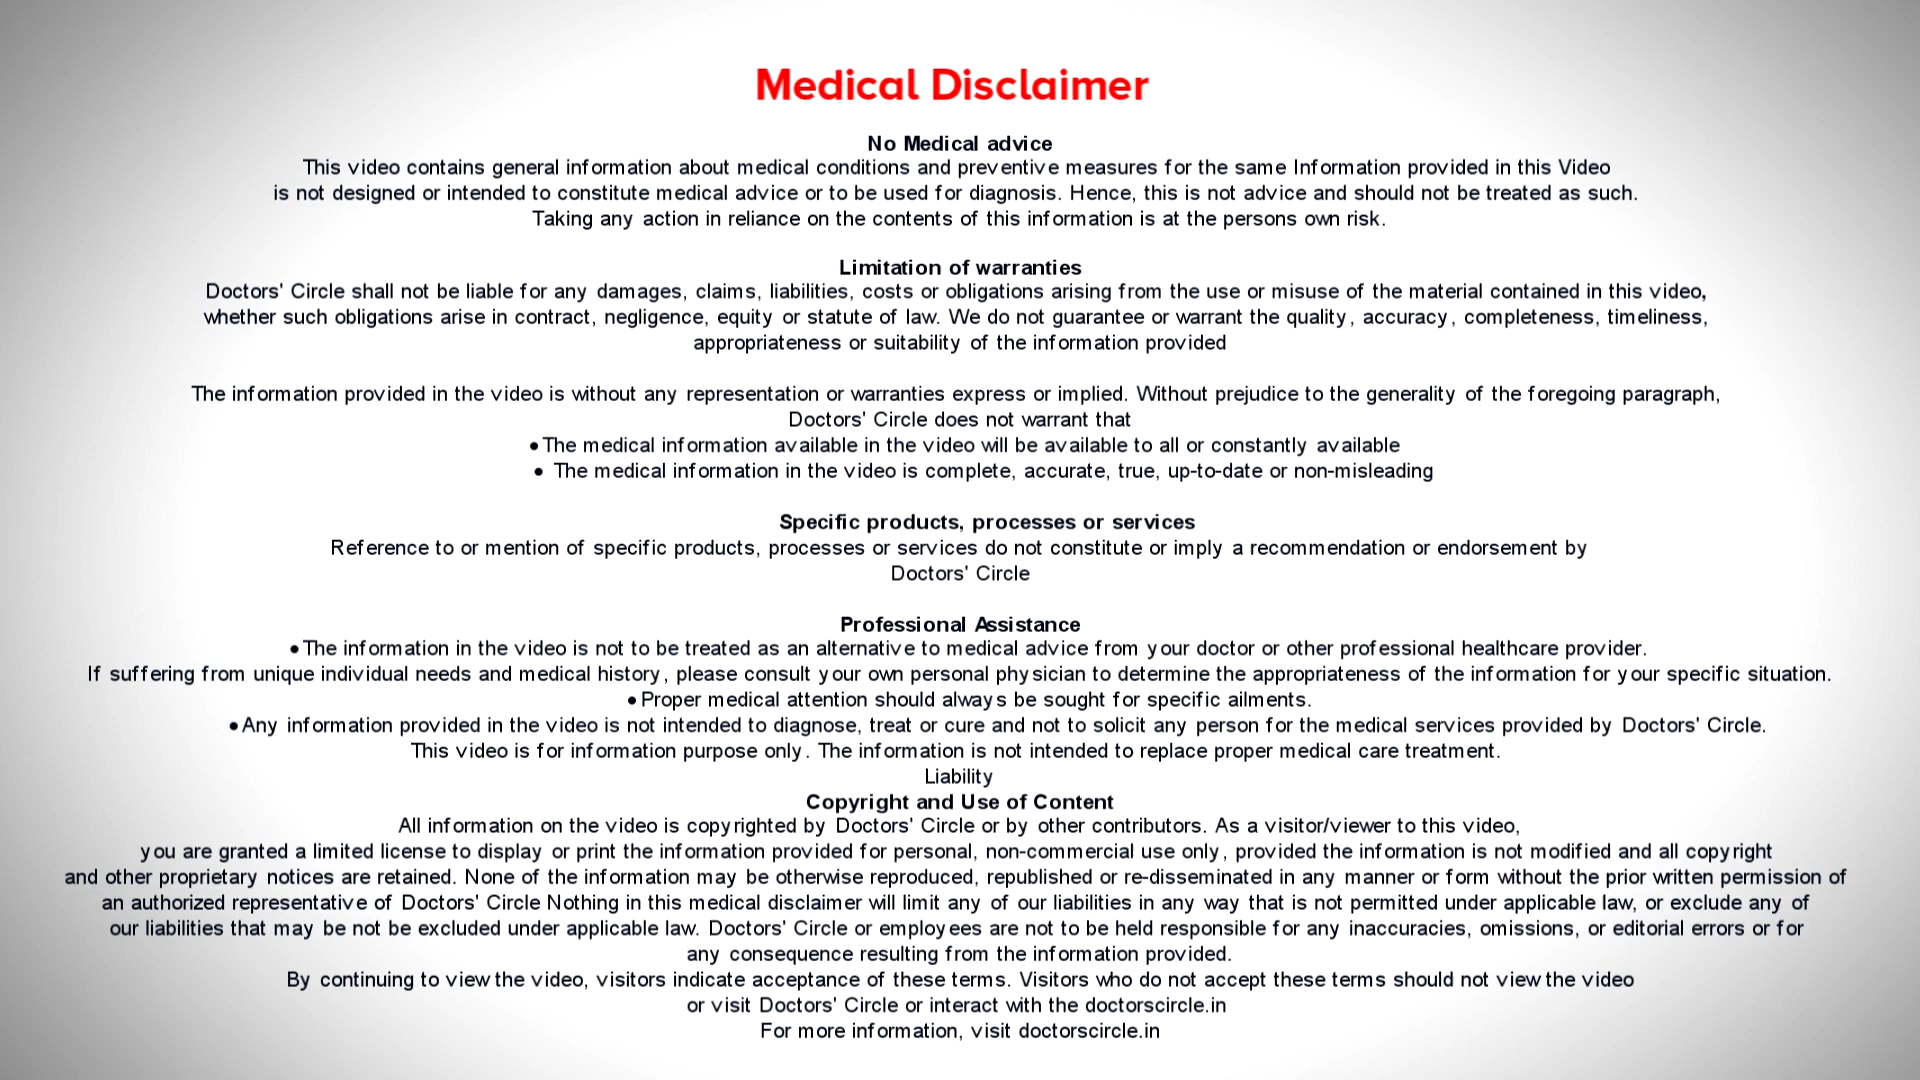 Medical Disclaimer
No Medical advice
This video contains general information about medical conditions and preventive measures for the same Information provided in this Video
is not designed or intended to constitute medical advice or to be used for diagnosis. Hence, this is not advice and should not be treated as such.
Taking any action in reliance on the contents of this information is at the persons own risk.
Limitation of warranties
Doctors' Circle shall not be liable for any damages, claims, liabilities, costs or obligations arising from the use or misuse of the material contained in this video,
whether such obligations arise in contract, negligence, equity or statute of law. We do not guarantee or warrant the quality, accuracy, completeness, timeliness,
appropriateness or suitability of the information provided
The information provided in the video is without any representation or warranties express or implied. Without prejudice to the generality of the foregoing paragraph,
Doctors' Circle does not warrant that
• The medical information available in the video will be available to all or constantly available
• The medical information in the video is complete, accurate, true, up-to-date or non-misleading
Specific products, processes or services
Reference to or mention of specific products, processes or services do not constitute or imply a recommendation or endorsement by
Doctors' Circle
Professional Assistance
• The information in the video is not to be treated as an alternative to medical advice from your doctor or other professional healthcare provider.
If suffering from unique individual needs and medical history, please consult your own personal physician to determine the appropriateness of the information for your specific situation.
• Proper medical attention should always be sought for specific ailments.
• Any information provided in the video is not intended to diagnose, treat or cure and not to solicit any person for the medical services provided by Doctors' Circle.
This video is for information purpose only. The information is not intended to replace proper medical care treatment.
Liability
Copyright and Use of Content
All information on the video is copyrighted by Doctors' Circle or by other contributors. As a visitor/viewer to this video,
you are granted a limited license to display or print the information provided for personal, non-commercial use only, provided the information is not modified and all copyright
and other proprietary notices are retained. None of the information may be otherwise reproduced, republished or re-disseminated in any manner or form without the prior written permission of
an authorized representative of Doctors' Circle Nothing in this medical disclaimer will limit any of our liabilities in any way that is not permitted under applicable law, or exclude any of
our liabilities that may be not be excluded under applicable law. Doctors' Circle or employees are not to be held responsible for any inaccuracies, omissions, or editorial errors or for
any consequence resulting from the information provided.
By continuing to view the video, visitors indicate acceptance of these terms. Visitors who do not accept these terms should not view the video
or visit Doctors' Circle or interact with the doctorscircle.in
For more information, visit doctorscircle.in